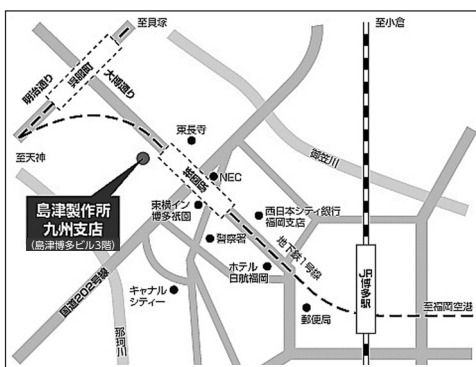 至貝塚
至小倉
明治通り
呉服町
大博通り
東長寺
御笠川
至天神
祇園駅
NEC
島津製作所
九州支店
(島津博多ビル3階)
東横イン
博多祇園
西日本シティ銀行
福岡支店
警察署
地下鉄1号線
ホテル
日航福岡
JR博多駅
国道202号線
キャナル
シティー
至福岡空港
郵便局
那珂川